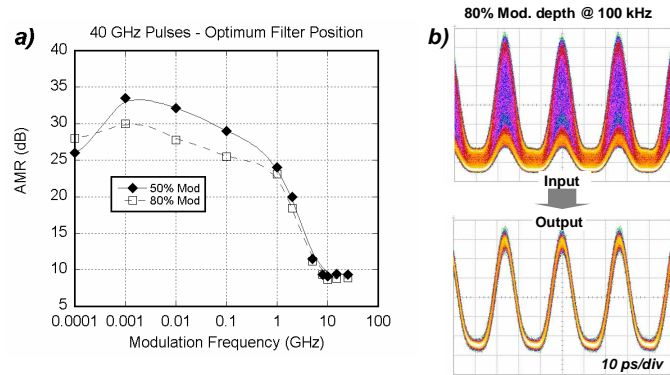 a)
40 GHz Pulses - Optimum Filter Position
AMR (dB)
40
35
30
25
20
15
10
5
50% Mod
80% Mod
0.0001 0.001 0.01 0.1 1 10 100
Modulation Frequency (GHz)
b)
80% Mod. depth @ 100 kHz
Input
Output
10 ps/div